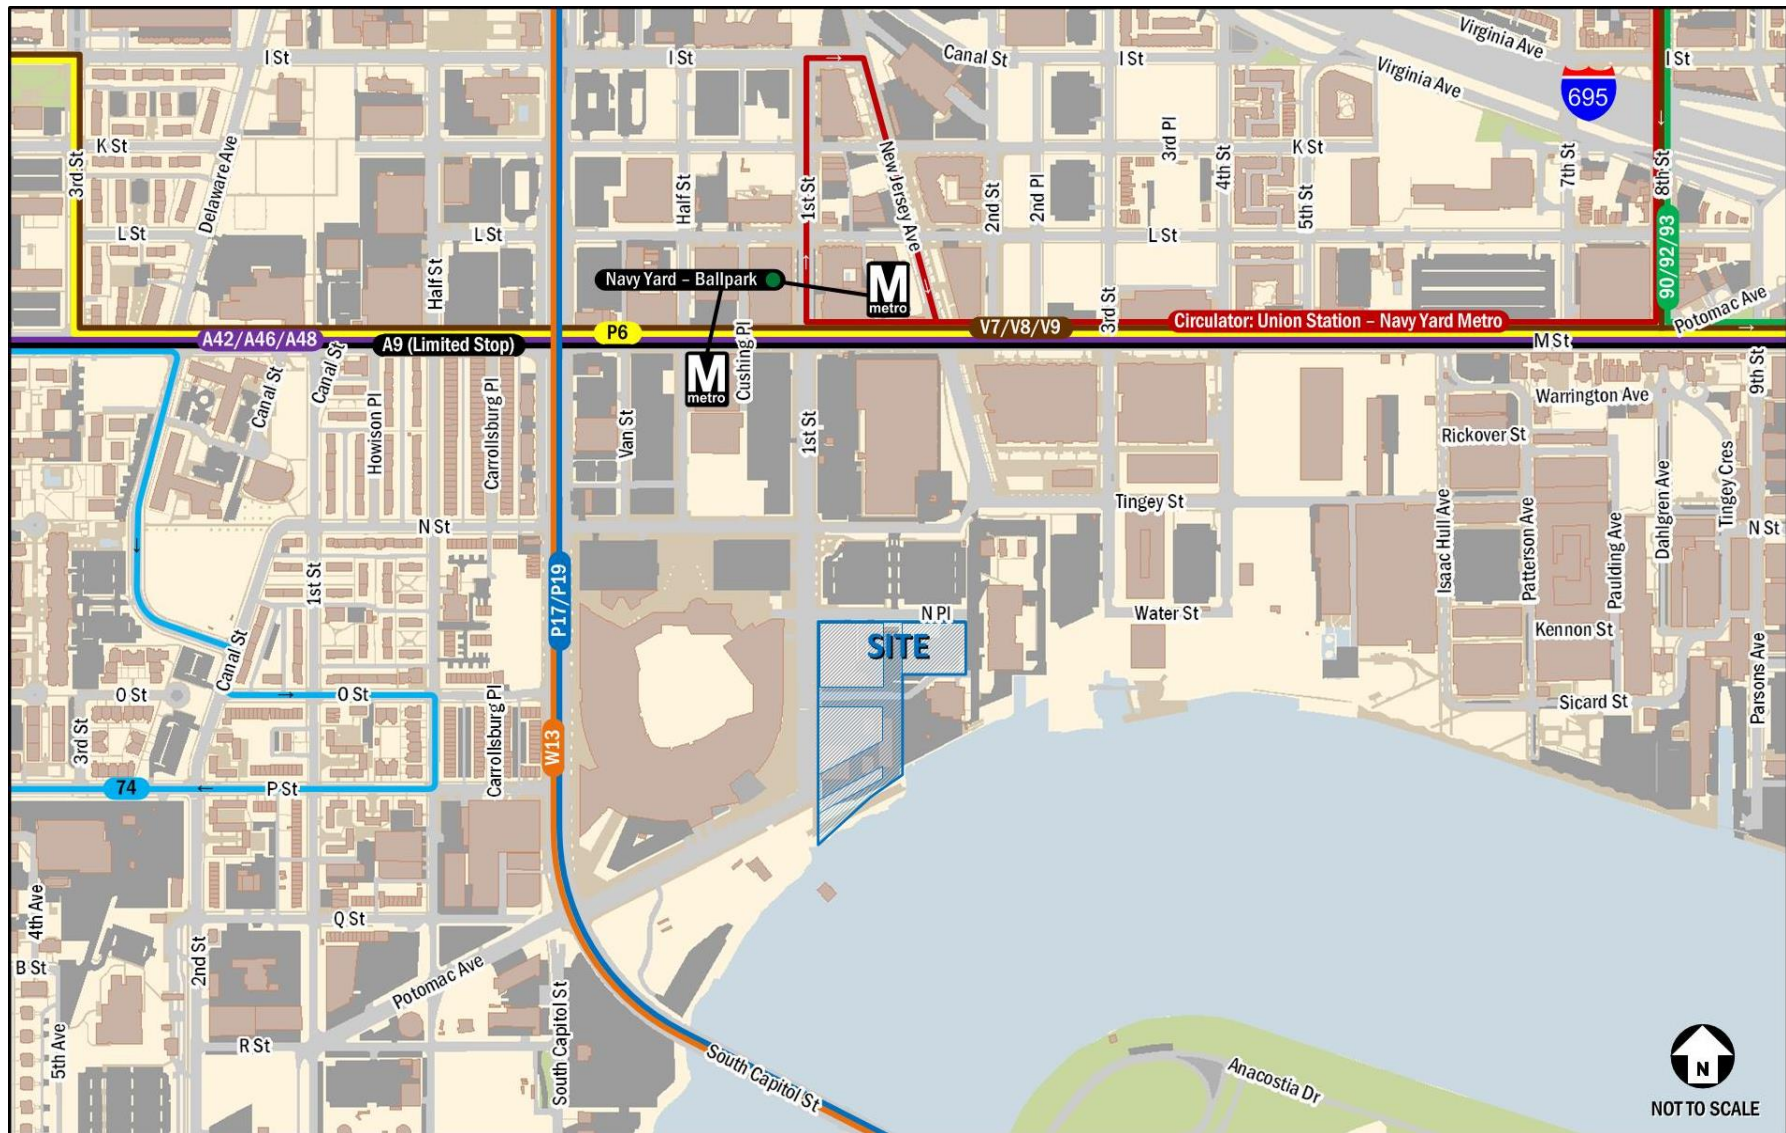 I St
I St
Canal St
I St
Virginia Ave
Virginia Ave
695
I St
K St
3rd St
Delaware Ave
New Jersey Ave
3rd Pl
K St
4th St
7th St
8th St
Half St
1st St
2nd St
2nd Pl
5th St
L St
L St
L St
90/92/93
Half St
Navy Yard – Ballpark
M
metro
3rd St
Potomac Ave
A42/A46/A48
A9 (Limited Stop)
P6
V7/V8/V9
Circulator: Union Station – Navy Yard Metro
M St
Canal St
Canal St
Howison Pl
Carrollsburg Pl
M
metro
Cushing Pl
Van St
1st St
Warrington Ave
9th St
Rickover St
Isaac Hull Ave
Patterson Ave
Paulding Ave
Dahlgren Ave
Tingey Cres
Tingey St
N St
N St
1st St
P17/P19
N Pl
Water St
SITE
Kennon St
Canal St
O St
O St
3rd St
Carrollsburg Pl
W13
Sicard St
Parsons Ave
74
P St
4th Ave
Q St
2nd St
B St
Potomac Ave
South Capitol St
5th Ave
R St
South Capitol St
Anacostia Dr
N
NOT TO SCALE